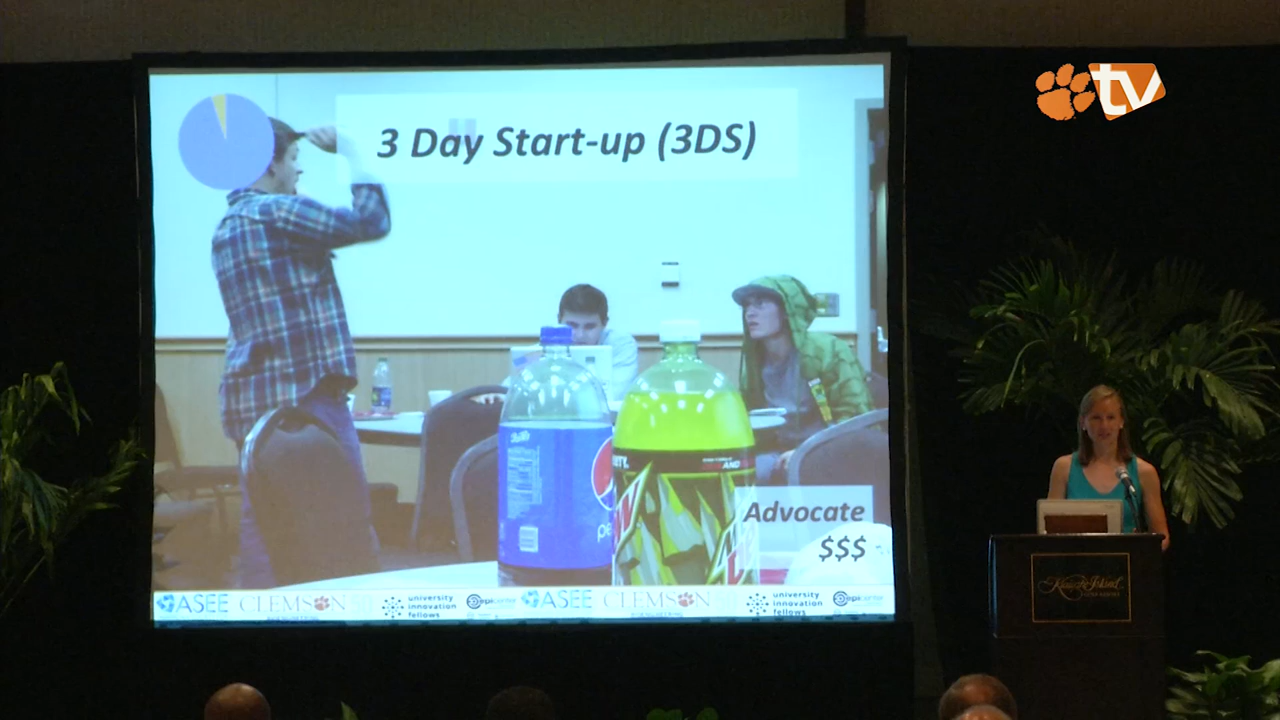 tv
3 Day Start-up (3DS)
Advocate
$$$
ASEE CLEMSON university innovation fellows epicenter ASEE CLEMSON university innovation fellows epicenter